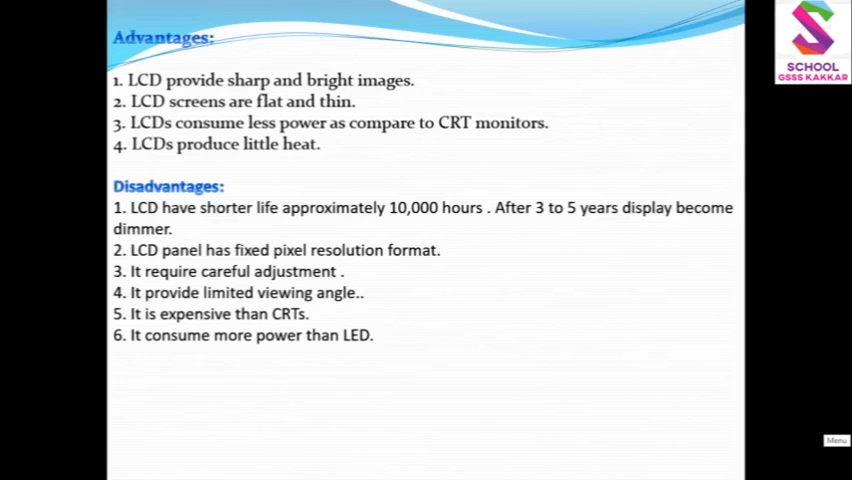 Advantages:
1. LCD provide sharp and bright images.
2. LCD screens are flat and thin.
3. LCDs consume less power as compare to CRT monitors.
4. LCDs produce little heat.
Disadvantages:
1. LCD have shorter life approximately 10,000 hours . After 3 to 5 years display become
dimmer.
2. LCD panel has fixed pixel resolution format.
3. It require careful adjustment .
4. It provide limited viewing angle..
5. It is expensive than CRTs.
6. It consume more power than LED.
SCHOOL
GSSS KAKKAR
Menu